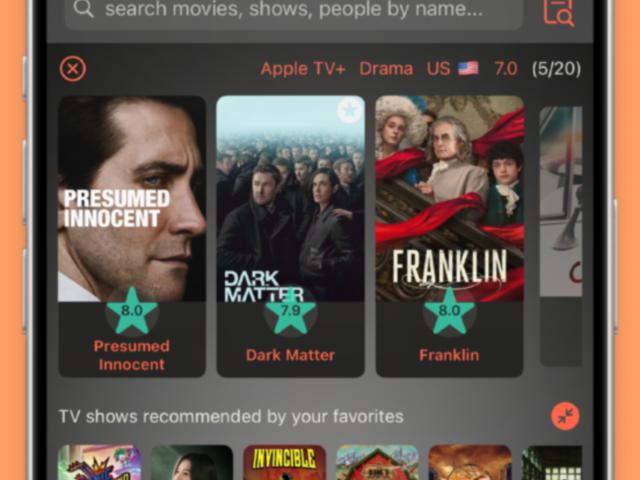 search movies, shows, people by name...
Apple TV+ Drama US 7.0 (5/20)
PRESUMED
INNOCENT
DARK
MATTER
FRANKLIN
8.0
7.9
8.0
Presumed
Innocent
Dark Matter
Franklin
TV shows recommended by your favorites
INVINCIBLE